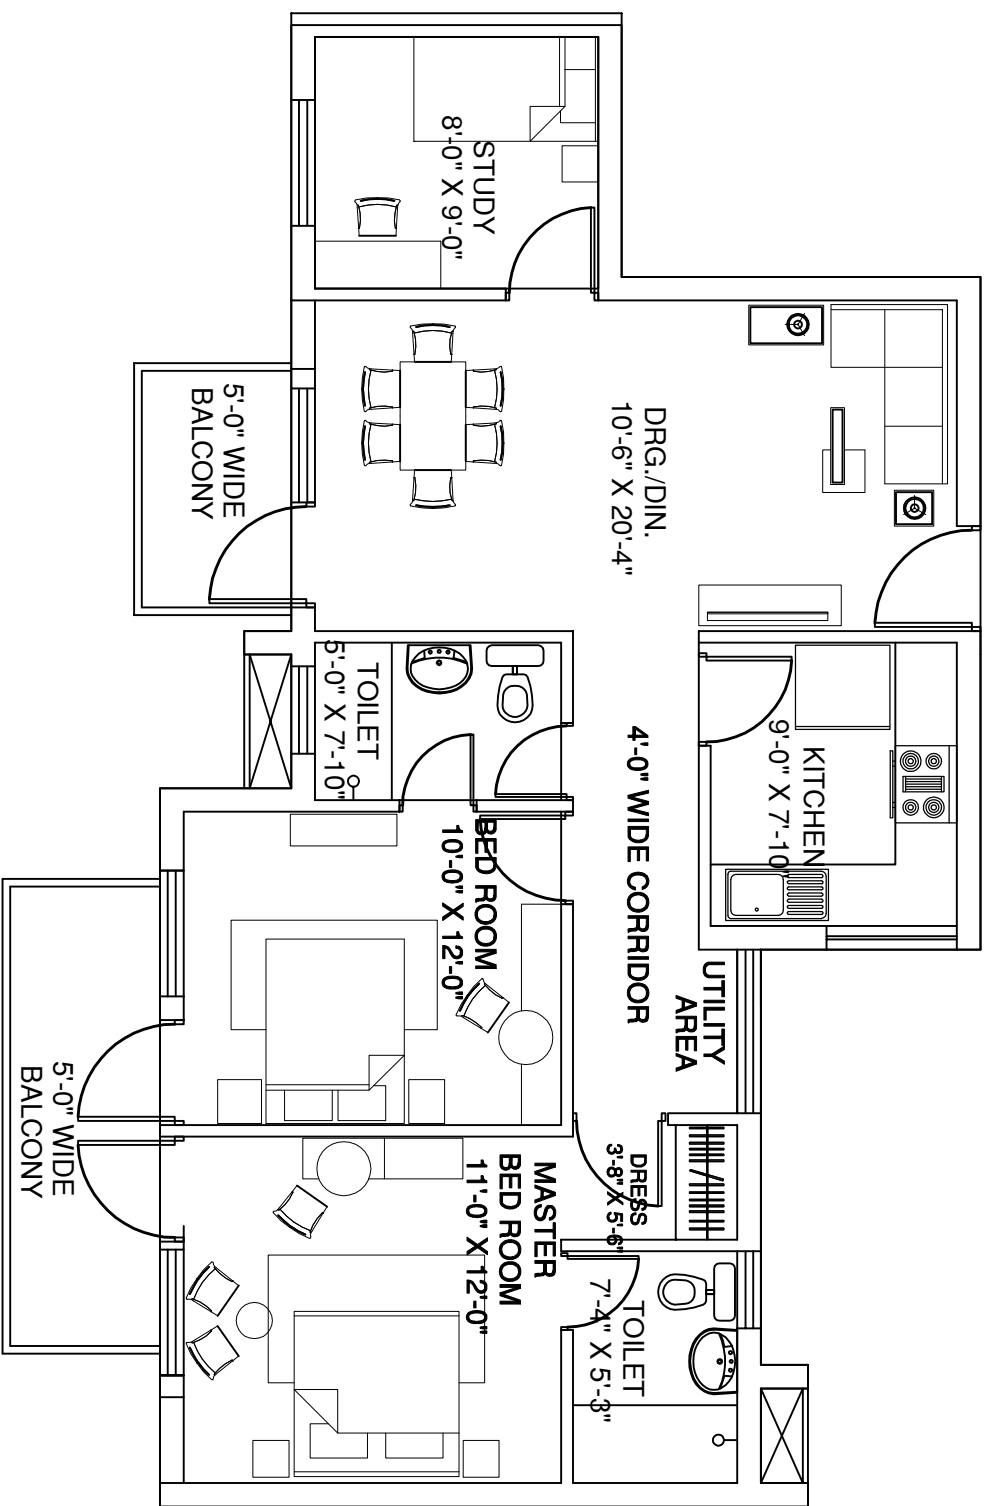 STUDY
8'-0" X 9'-0"
DRG./DIN.
10'-6" X 20'-4"
5'-0" WIDE
BALCONY
KITCHEN
9'-0" X 7'-10"
TOILET
5'-0" X 7'-10"
4'-0" WIDE CORRIDOR
UTILITY
AREA
BED ROOM
10'-0" X 12'-0"
DRESS
3'-8" X 5'-6"
MASTER
BED ROOM
11'-0" X 12'-0"
TOILET
7'-4" X 5'-3"
5'-0" WIDE
BALCONY